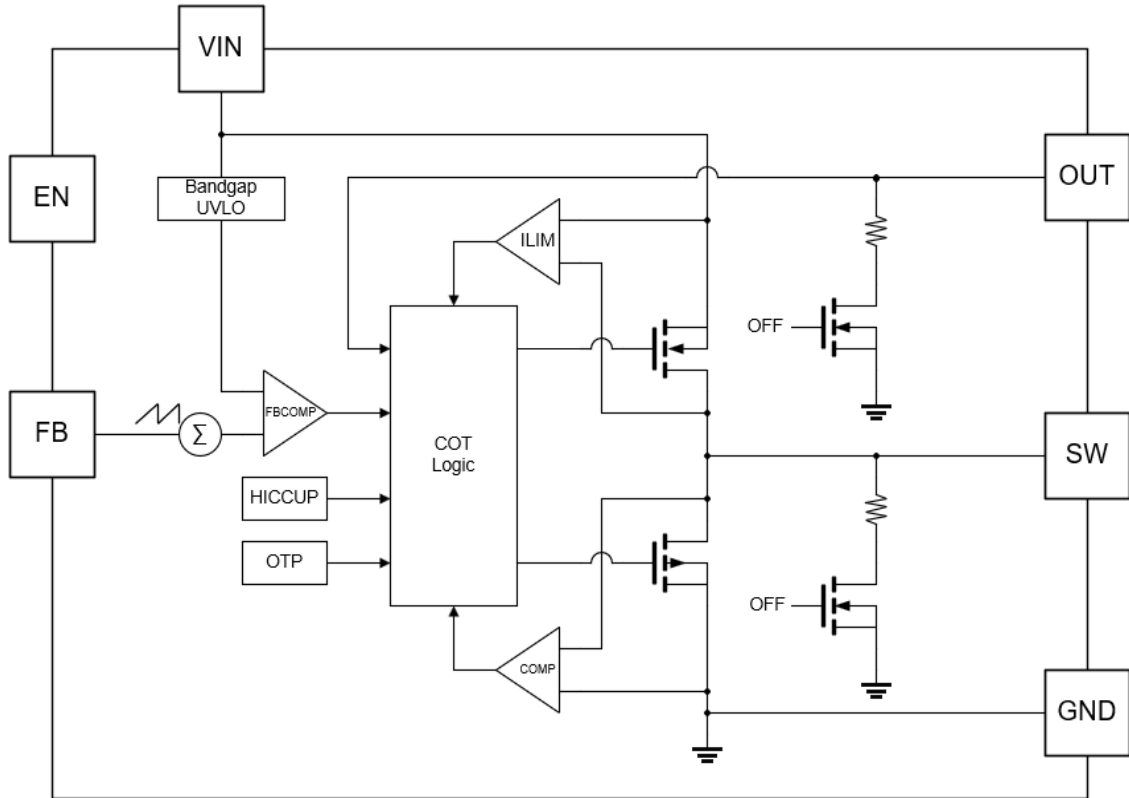 VIN
EN
Bandgap
UVLO
OUT
ILIM
OFF
FBCOMP
FB
Σ
COT
Logic
SW
HICCUP
OTP
OFF
COMP
GND